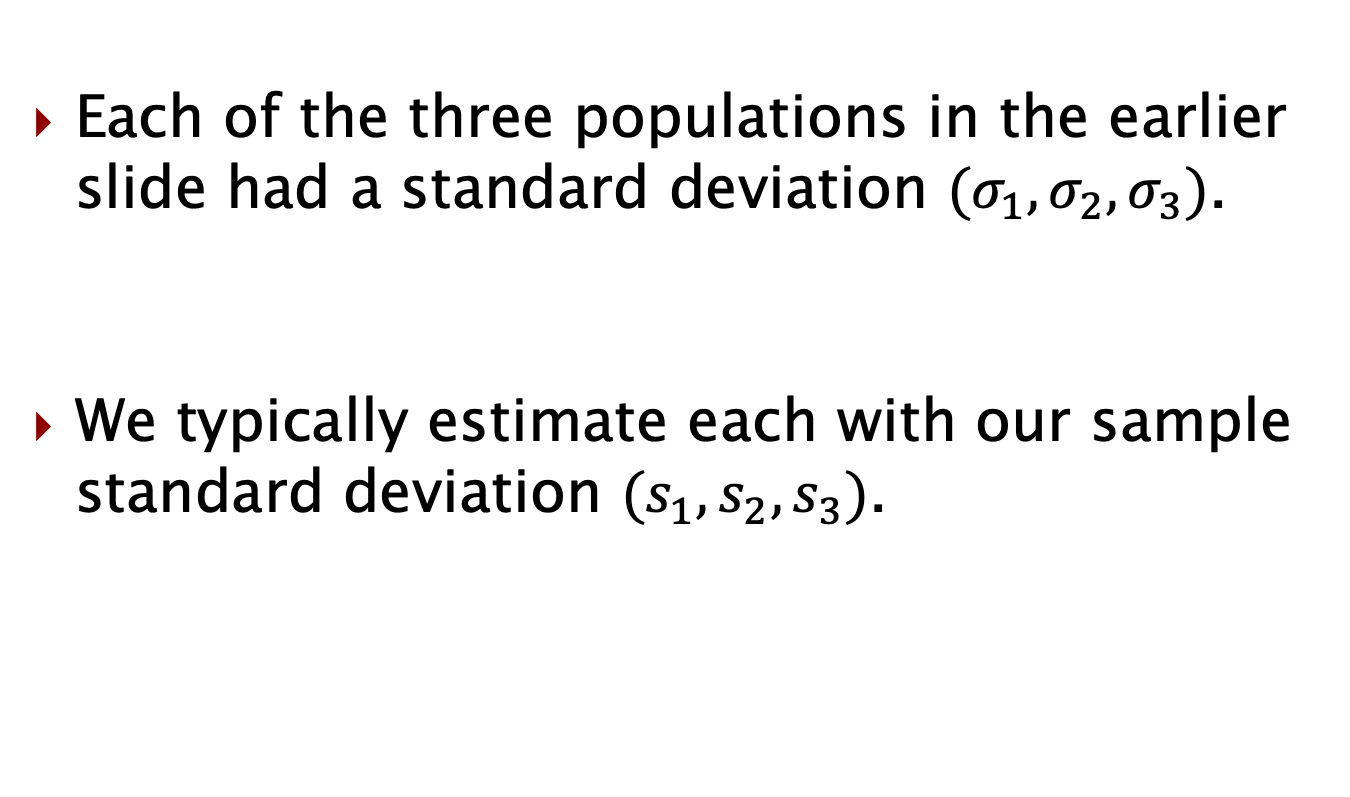 Each of the three populations in the earlier
slide had a standard deviation (𝜎₁, 𝜎₂, 𝜎₃).
We typically estimate each with our sample
standard deviation (𝑠₁, 𝑠₂, 𝑠₃).